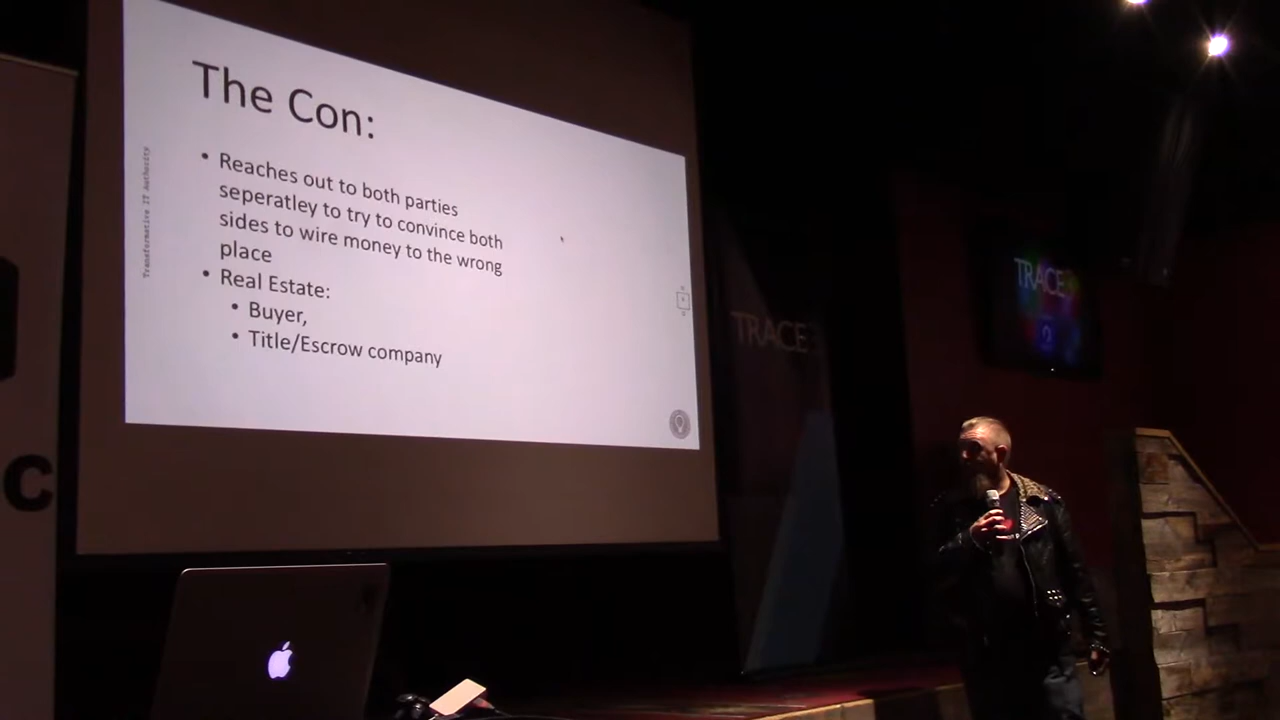 The Con:
• Reaches out to both parties
seperatley to try to convince both
sides to wire money to the wrong
place
• Real Estate:
• Buyer,
• Title/Escrow company
Transformative IT Authority
TRACE3
TRACE
C